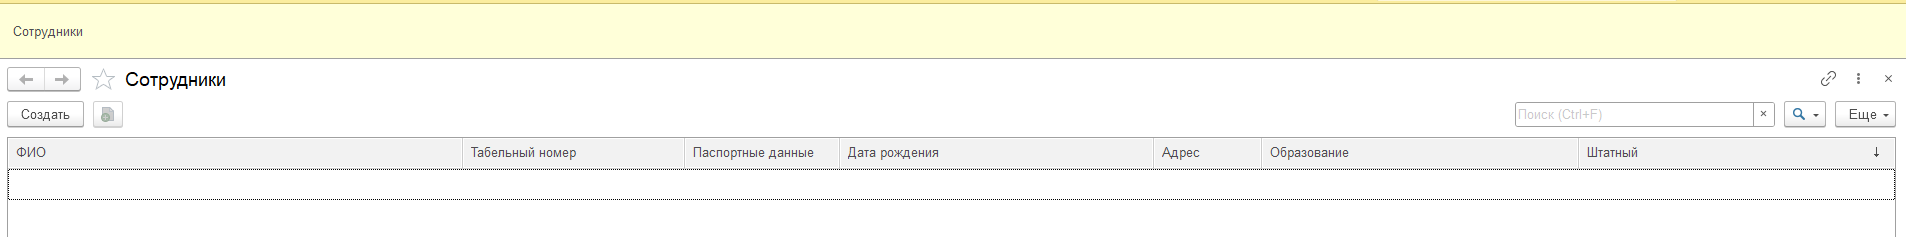 Сотрудники
Сотрудники
Создать
Поиск (Ctrl+F) × Еще
ФИО Табельный номер Паспортные данные Дата рождения Адрес Образование Штатный ↓